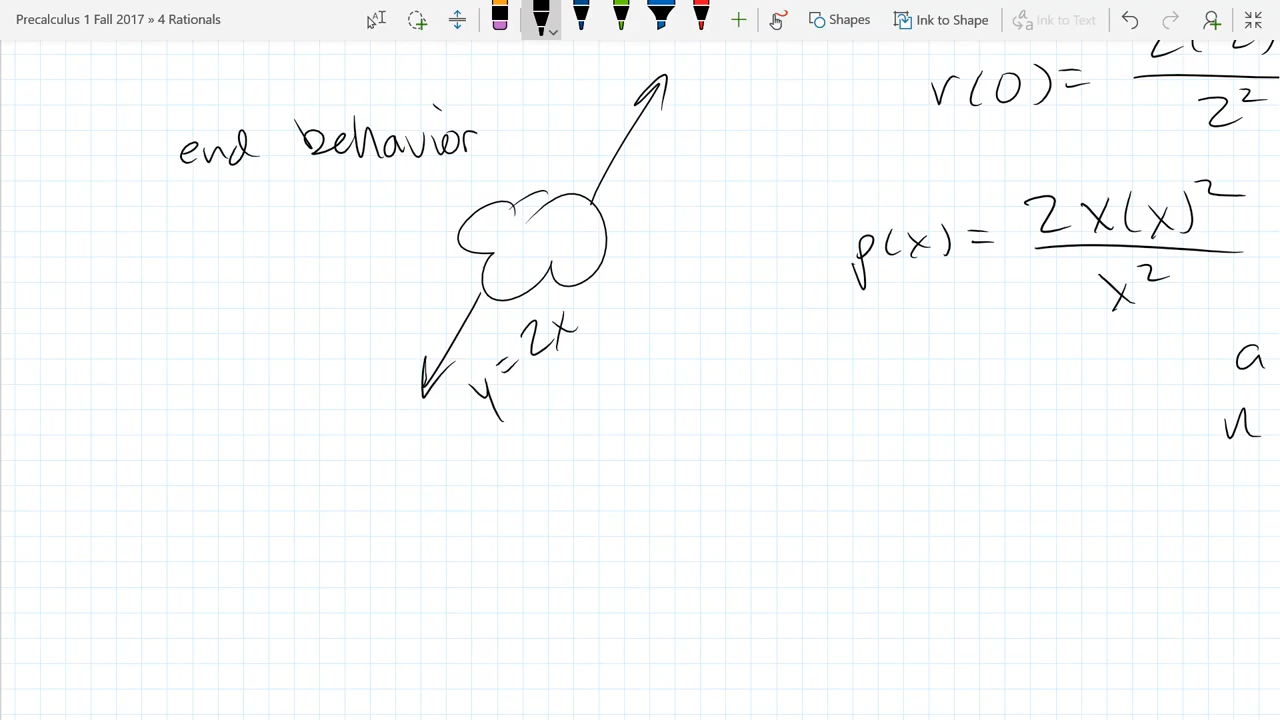 Precalculus 1 Fall 2017 » 4 Rationals
Shapes
Ink to Shape
Ink to Text
end behavior
y = 2x
r(0) =
2²
p(x) = 2x(x)² / x²
a
n